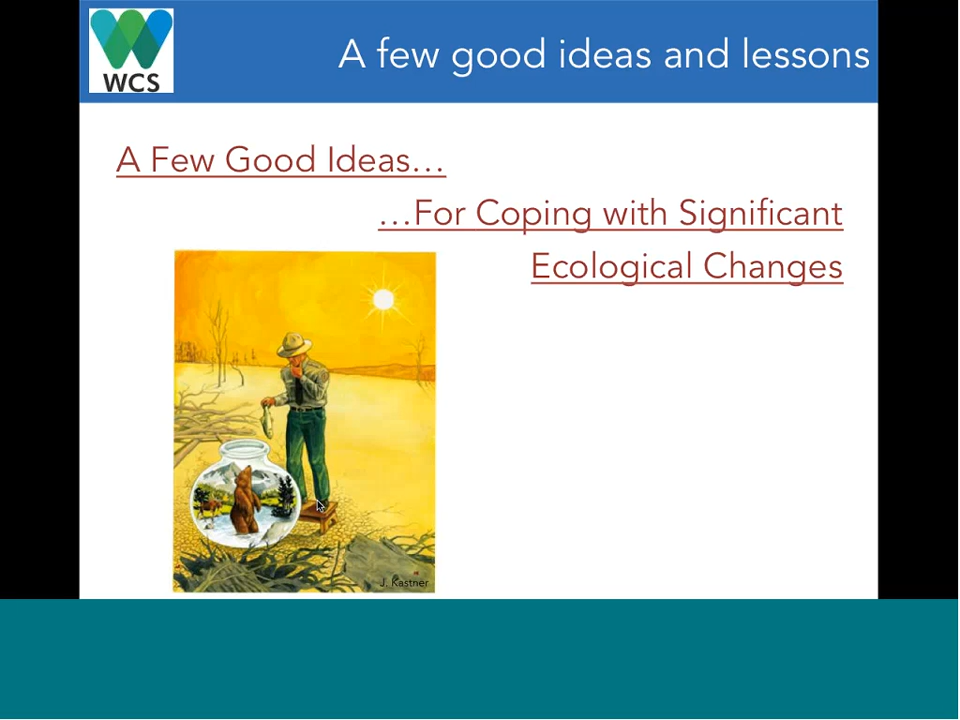 WCS
A few good ideas and lessons
A Few Good Ideas…
…For Coping with Significant
Ecological Changes
J. Kastner